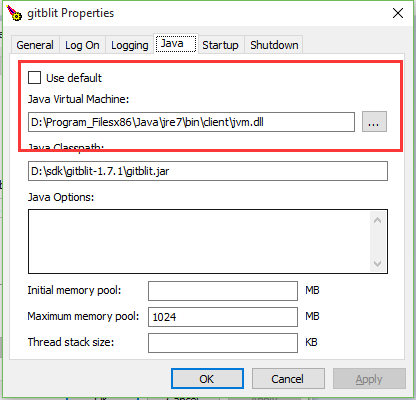 gitblit Properties
General Log On Logging Java Startup Shutdown
Use default
Java Virtual Machine:
D:\Program_Filesx86\Java\jre7\bin\client\jvm.dll ...
Java Classpath:
D:\sdk\gitblit-1.7.1\gitblit.jar
Java Options:
Initial memory pool: MB
Maximum memory pool: 1024 MB
Thread stack size: KB
OK Cancel Apply